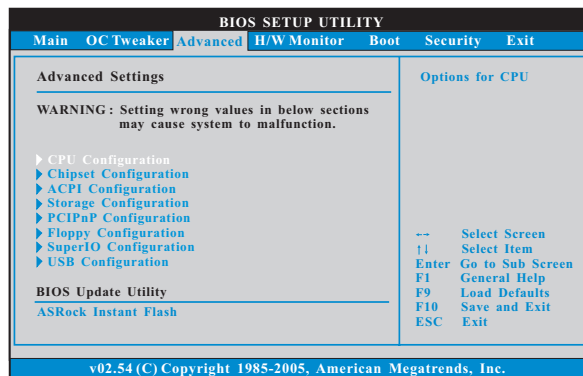 BIOS SETUP UTILITY
Main OC Tweaker Advanced H/W Monitor Boot Security Exit
Advanced Settings
WARNING : Setting wrong values in below sections
may cause system to malfunction.
CPU Configuration
Chipset Configuration
ACPI Configuration
Storage Configuration
PCIPnP Configuration
Floppy Configuration
SuperIO Configuration
USB Configuration
BIOS Update Utility
ASRock Instant Flash
Options for CPU
←→ Select Screen
↑↓ Select Item
Enter Go to Sub Screen
F1 General Help
F9 Load Defaults
F10 Save and Exit
ESC Exit
v02.54 (C) Copyright 1985-2005, American Megatrends, Inc.